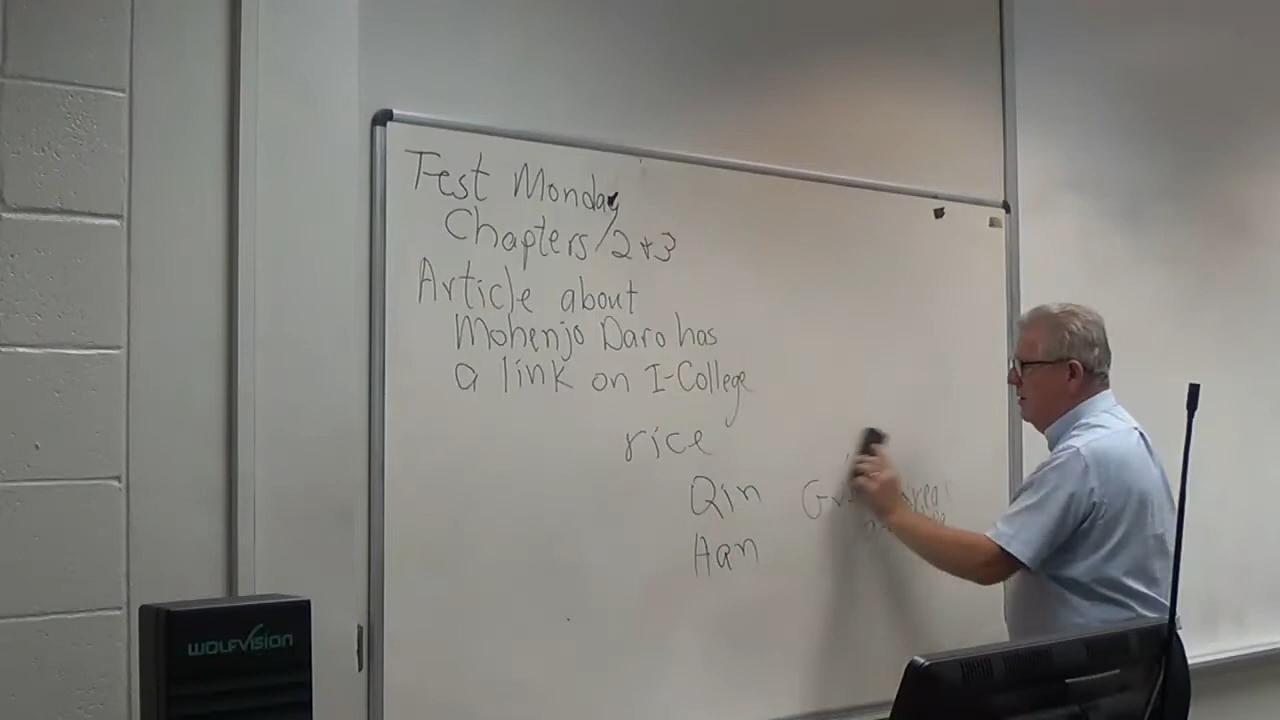 Test Monday
Chapters/2+3
Article about
Mohenjo Daro has
a link on I-College
rice
Qin
Han
WOLFVISION